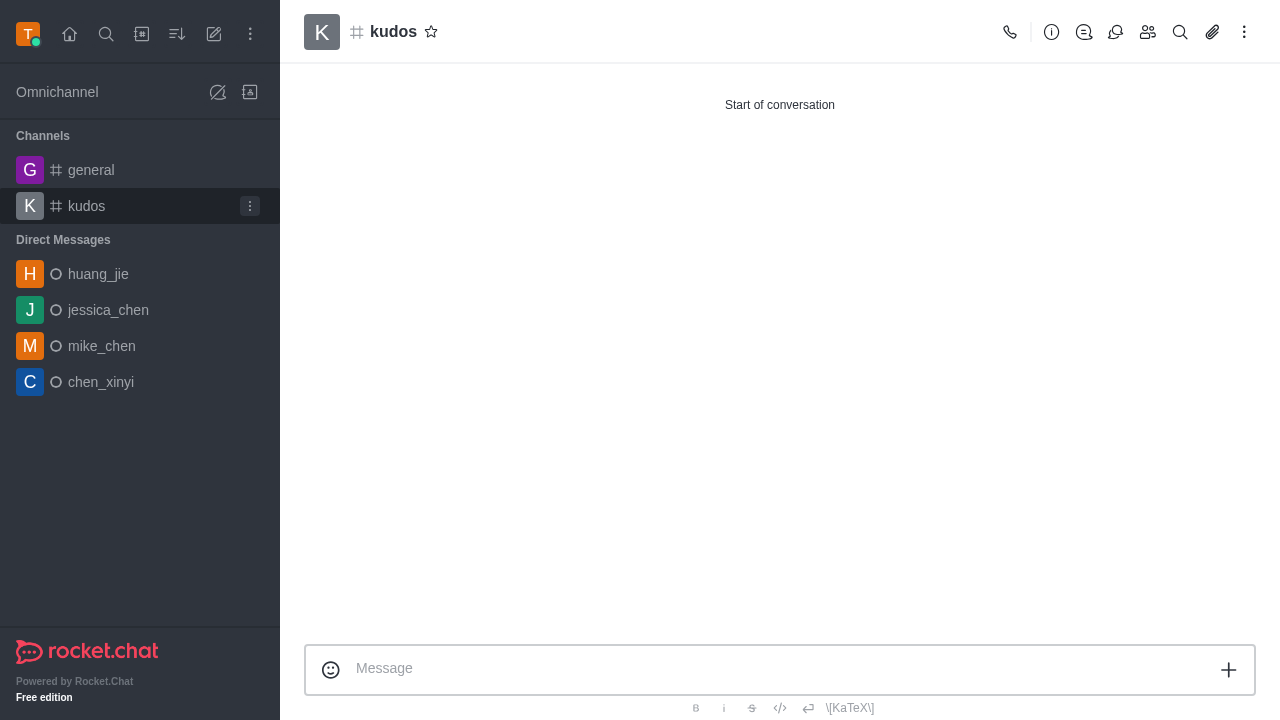 T
Omnichannel
Channels
G general
K kudos
Direct Messages
H huang_jie
J jessica_chen
M mike_chen
C chen_xinyi
rocket.chat
Powered by Rocket.Chat
Free edition
K kudos
Start of conversation
Message
B i S \[KaTeX\]